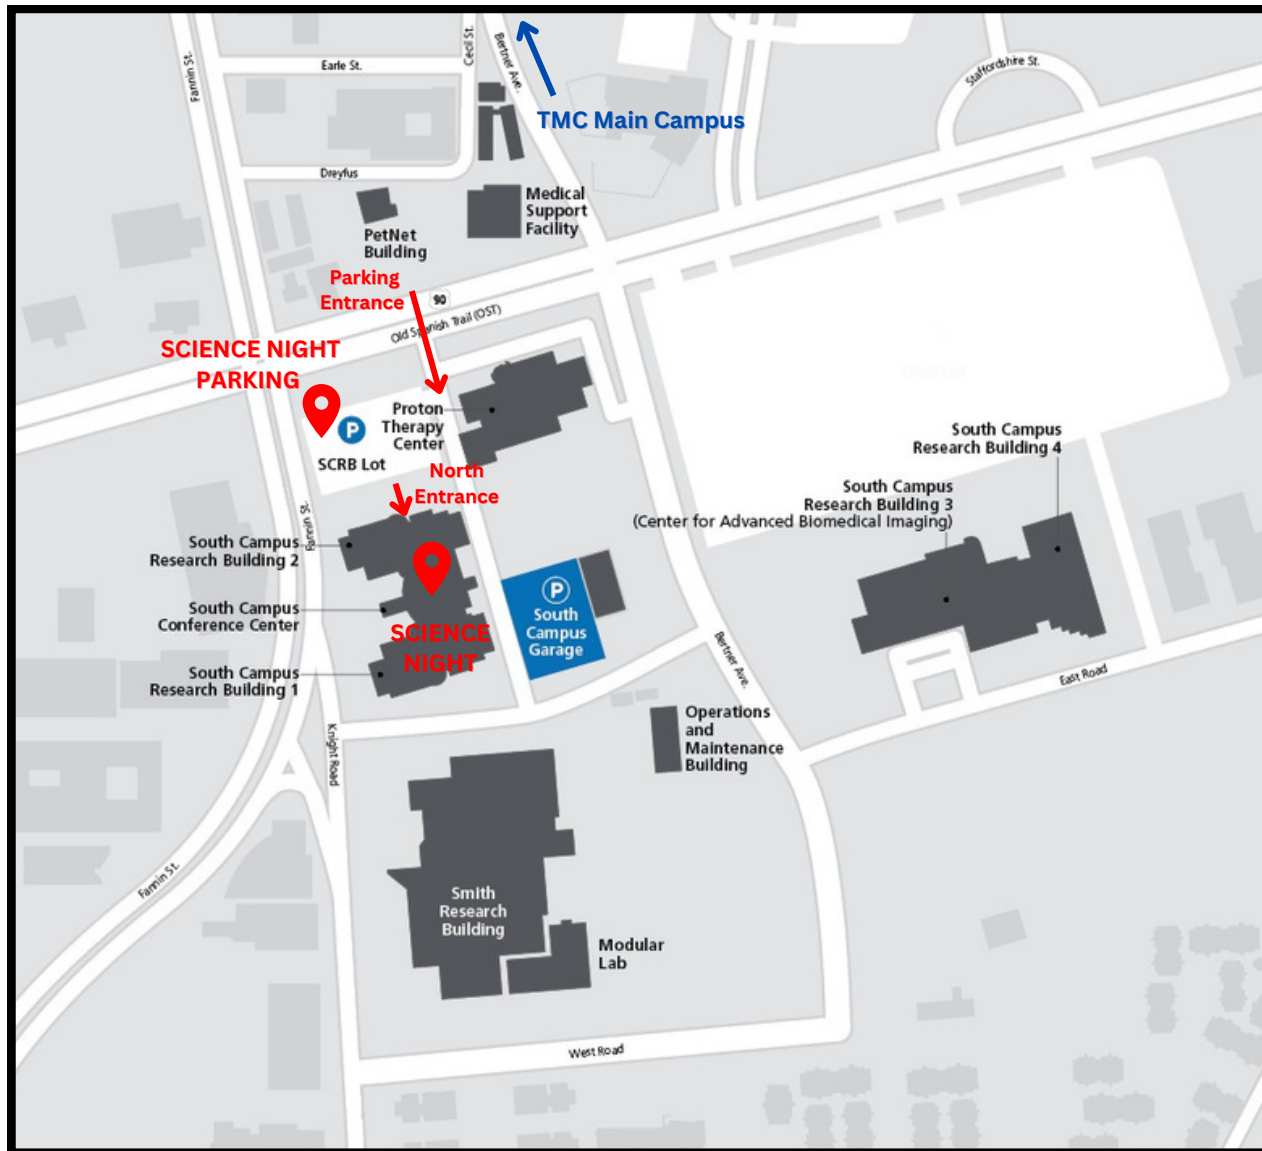 Fannin St.
Earle St.
Cecil St.
Bertner Ave.
TMC Main Campus
Staffordshire St.
Dreyfus
Medical
Support
Facility
PetNet
Building
Parking
Entrance
90
Old Spanish Trail (OST)
SCIENCE NIGHT
PARKING
P
SCRB Lot
Proton
Therapy
Center
North
Entrance
South Campus
Research Building 4
South Campus
Research Building 3
(Center for Advanced Biomedical Imaging)
Fannin St.
South Campus
Research Building 2
South Campus
Conference Center
South Campus
Research Building 1
SCIENCE
NIGHT
P
South
Campus
Garage
Bertner Ave.
East Road
Knight Road
Operations
and
Maintenance
Building
Fannin St.
Smith
Research
Building
Modular
Lab
West Road